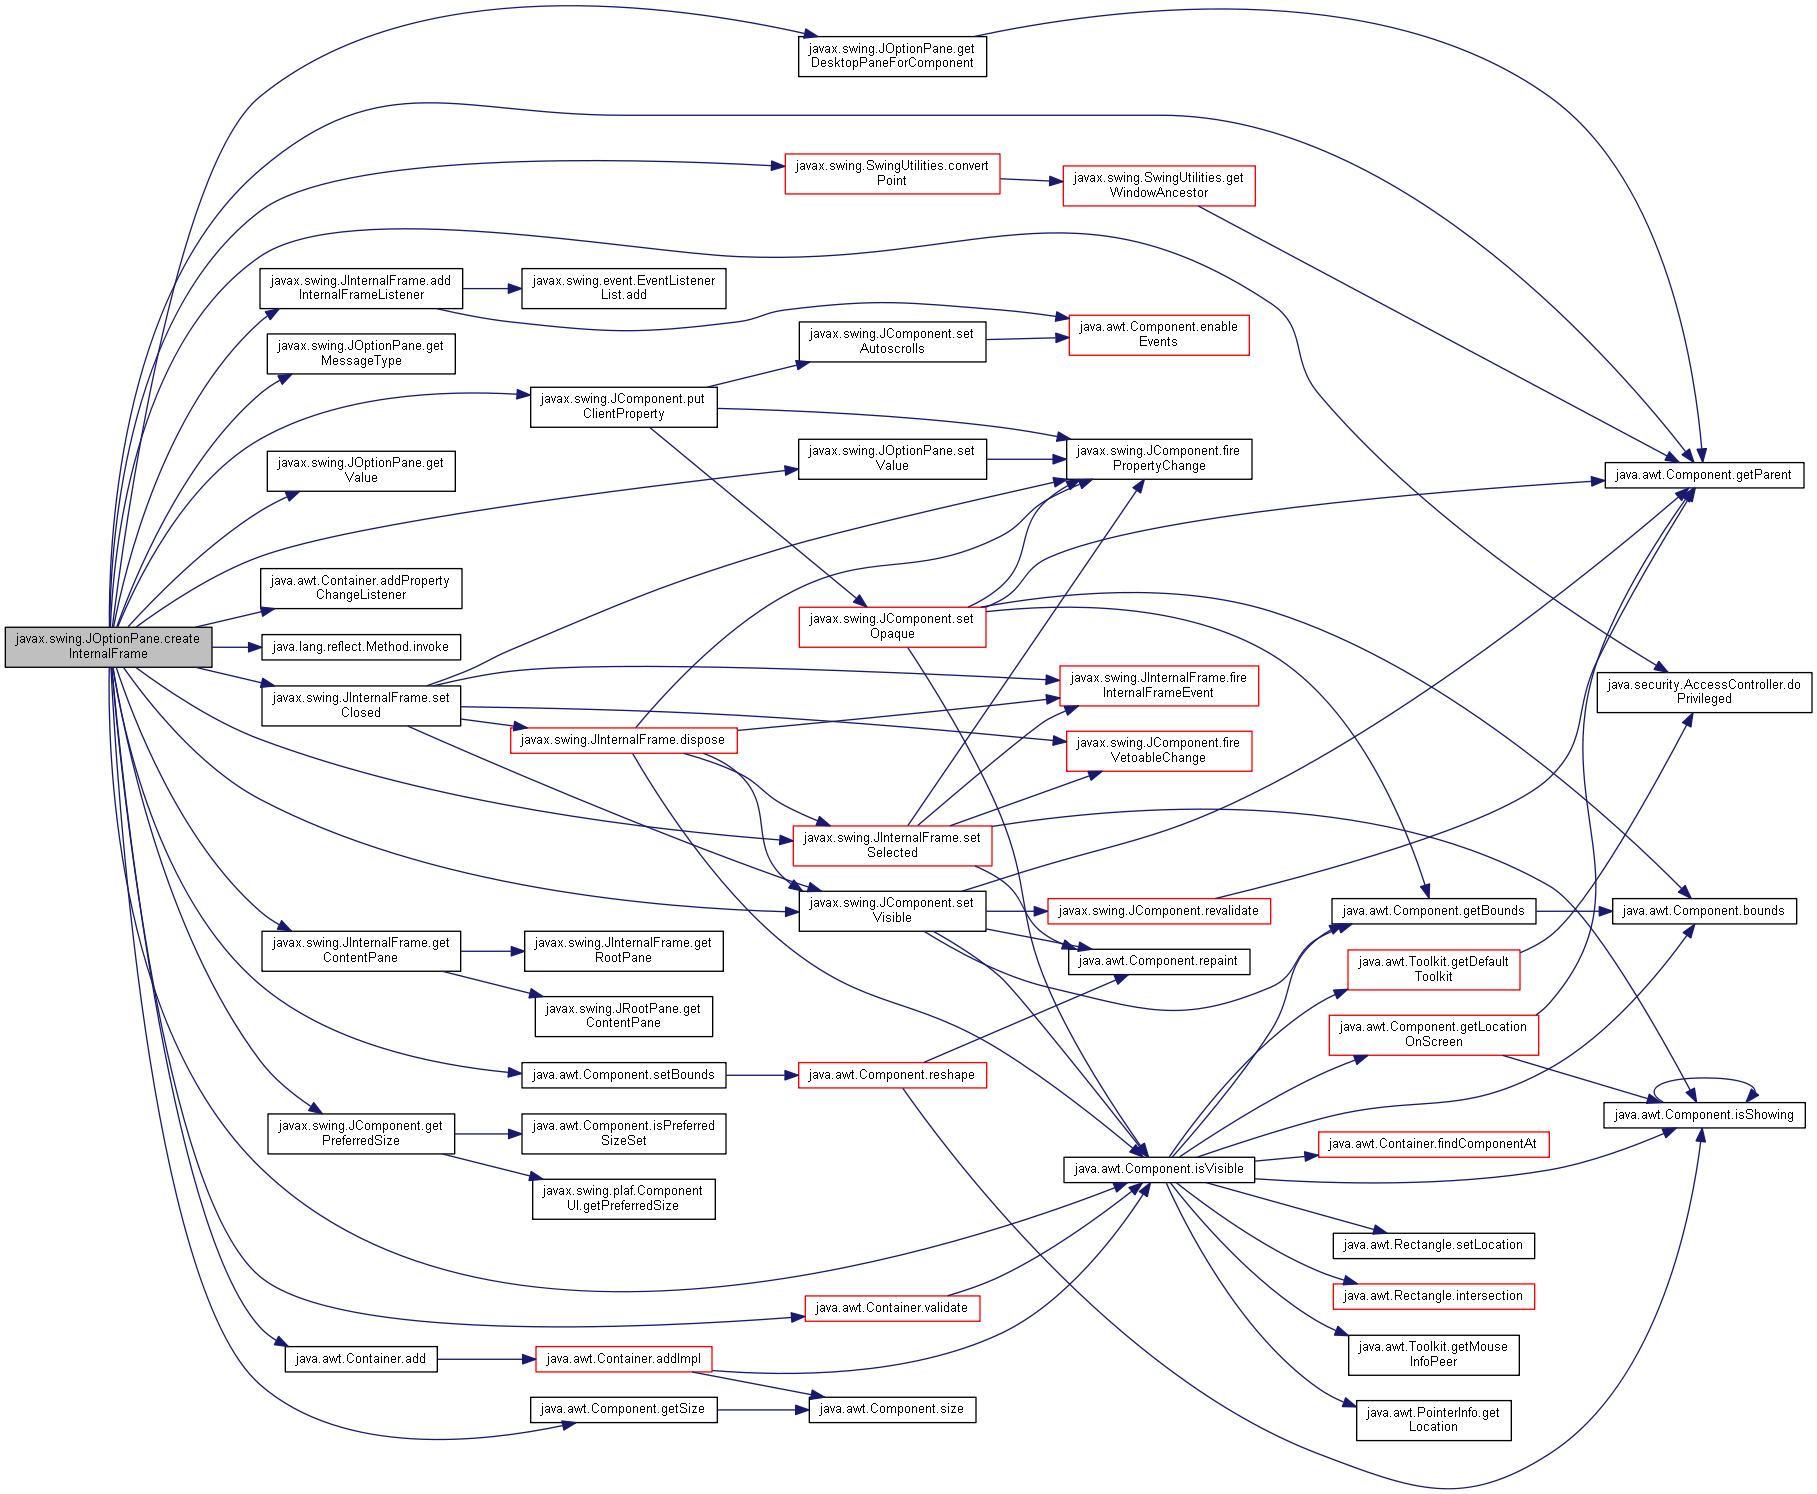 javax.swing.JOptionPane.get
DesktopPaneForComponent
javax.swing.SwingUtilities.convert
Point
javax.swing.SwingUtilities.get
WindowAncestor
javax.swing.JInternalFrame.add
InternalFrameListener
javax.swing.event.EventListener
List.add
javax.swing.JOptionPane.get
MessageType
javax.swing.JComponent.set
Autoscrolls
java.awt.Component.enable
Events
javax.swing.JComponent.put
ClientProperty
javax.swing.JOptionPane.get
Value
javax.swing.JOptionPane.set
Value
javax.swing.JComponent.fire
PropertyChange
java.awt.Component.getParent
java.awt.Container.addProperty
ChangeListener
javax.swing.JOptionPane.create
InternalFrame
java.lang.reflect.Method.invoke
javax.swing.JComponent.set
Opaque
javax.swing.JInternalFrame.set
Closed
javax.swing.JInternalFrame.fire
InternalFrameEvent
java.security.AccessController.do
Privileged
javax.swing.JInternalFrame.dispose
javax.swing.JComponent.fire
VetoableChange
javax.swing.JInternalFrame.set
Selected
javax.swing.JComponent.set
Visible
javax.swing.JComponent.revalidate
java.awt.Component.getBounds
java.awt.Component.bounds
javax.swing.JInternalFrame.get
ContentPane
javax.swing.JInternalFrame.get
RootPane
java.awt.Component.repaint
java.awt.Toolkit.getDefault
Toolkit
javax.swing.JRootPane.get
ContentPane
java.awt.Component.getLocation
OnScreen
java.awt.Component.setBounds
java.awt.Component.reshape
java.awt.Component.isShowing
javax.swing.JComponent.get
PreferredSize
java.awt.Component.isPreferred
SizeSet
java.awt.Container.findComponentAt
java.awt.Component.isVisible
javax.swing.plaf.Component
UI.getPreferredSize
java.awt.Rectangle.setLocation
java.awt.Rectangle.intersection
java.awt.Container.validate
java.awt.Toolkit.getMouse
InfoPeer
java.awt.Container.add
java.awt.Container.addImpl
java.awt.Component.getSize
java.awt.Component.size
java.awt.PointerInfo.get
Location